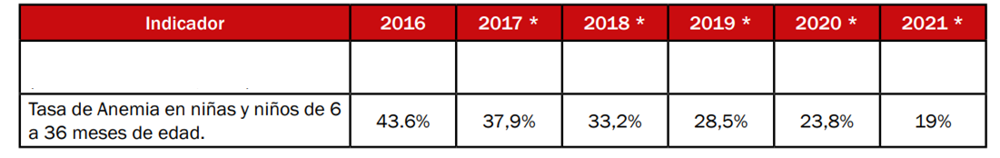 Indicador 2016 2017 * 2018 * 2019 * 2020 * 2021 *
Tasa de Anemia en niñas y niños de 6
a 36 meses de edad. 43.6% 37,9% 33,2% 28,5% 23,8% 19%